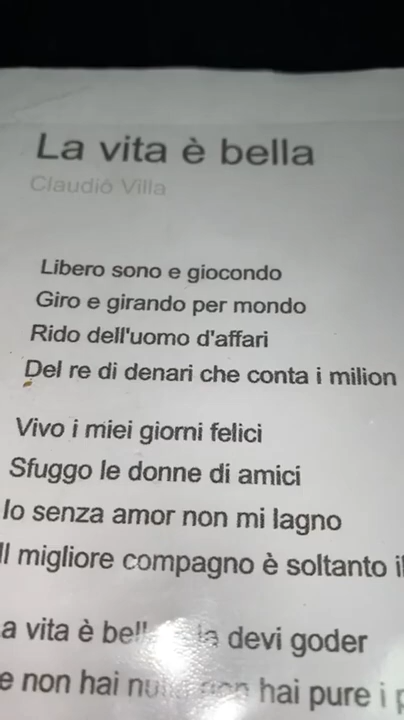 La vita è bella
Claudio Villa
Libero sono e giocondo
Giro e girando per mondo
Rido dell'uomo d'affari
Del re di denari che conta i milion
Vivo i miei giorni felici
Sfuggo le donne di amici
Io senza amor non mi lagno
Il migliore compagno è soltanto
a vita è devi goder
e non hai hai pure i